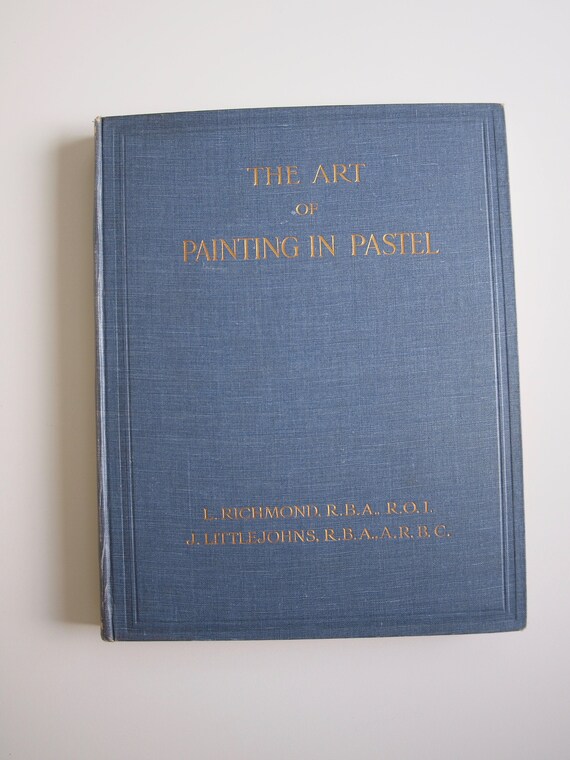 THE ART
OF
PAINTING IN PASTEL
L. RICHMOND, R.B.A., R.O.I.
J. LITTLEJOHNS, R.B.A., A.R.B.C.